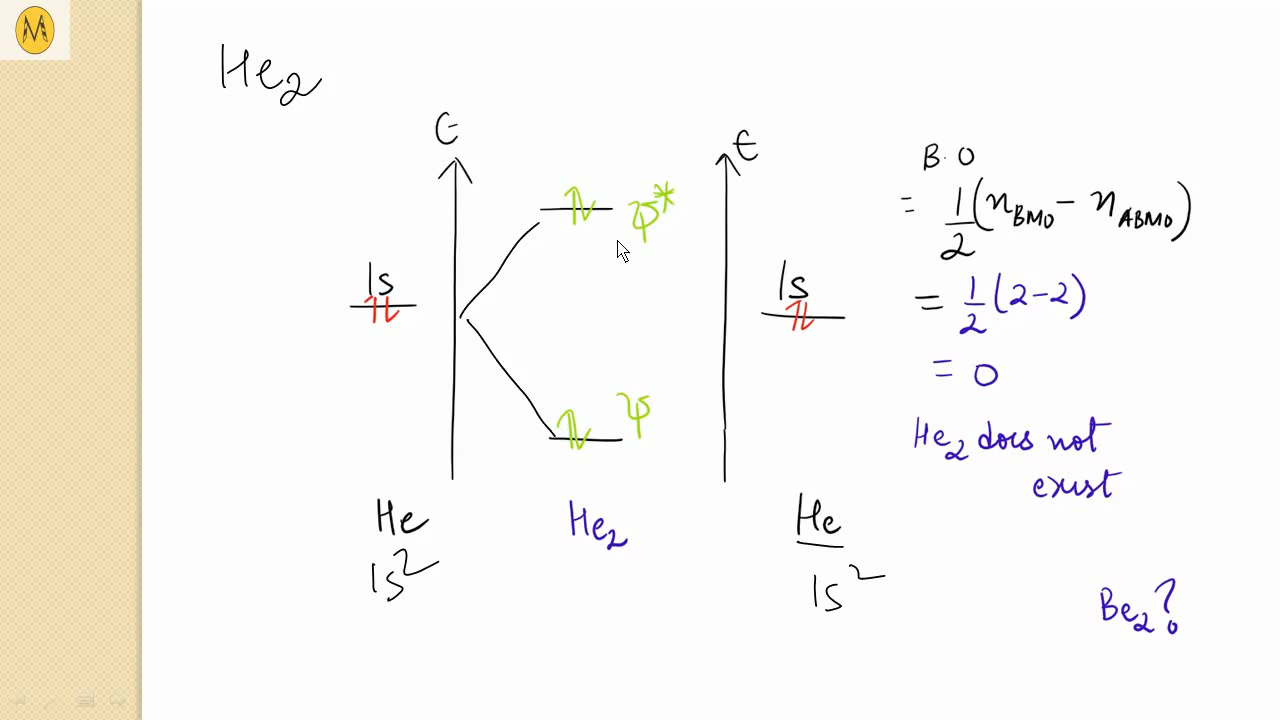 M
He₂
E
E
ψ*
B.O
= 1/2 (nBMO - nABMO)
1s
1s
= 1/2 (2-2)
= 0
ψ
He₂ does not
exist
He
He₂
He
1s²
1s²
Be₂?